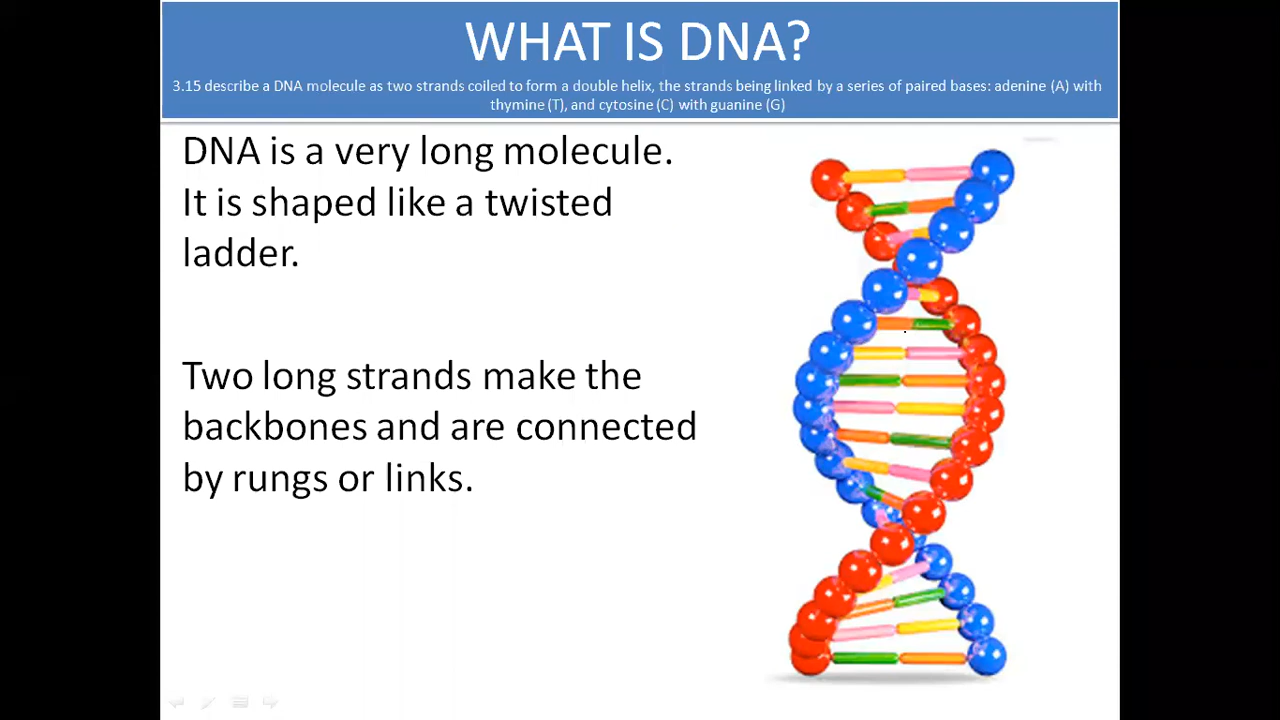 WHAT IS DNA?
3.15 describe a DNA molecule as two strands coiled to form a double helix, the strands being linked by a series of paired bases: adenine (A) with
thymine (T), and cytosine (C) with guanine (G)
DNA is a very long molecule.
It is shaped like a twisted
ladder.
Two long strands make the
backbones and are connected
by rungs or links.